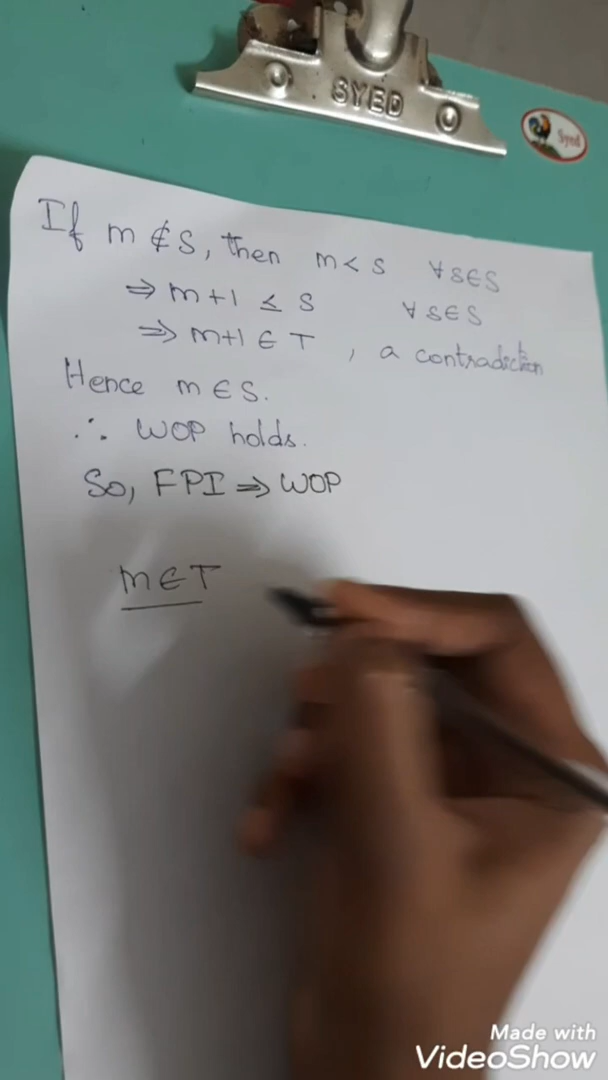 SYED
Syed
If m ∉ S, then m < s ∀ s ∈ S
⇒ m+1 ≤ s ∀ s ∈ S
⇒ m+1 ∈ T , a contradiction
Hence m ∈ S.
∴ WOP holds.
So, FPI ⇒ WOP
m ∈ T
Made with
VideoShow